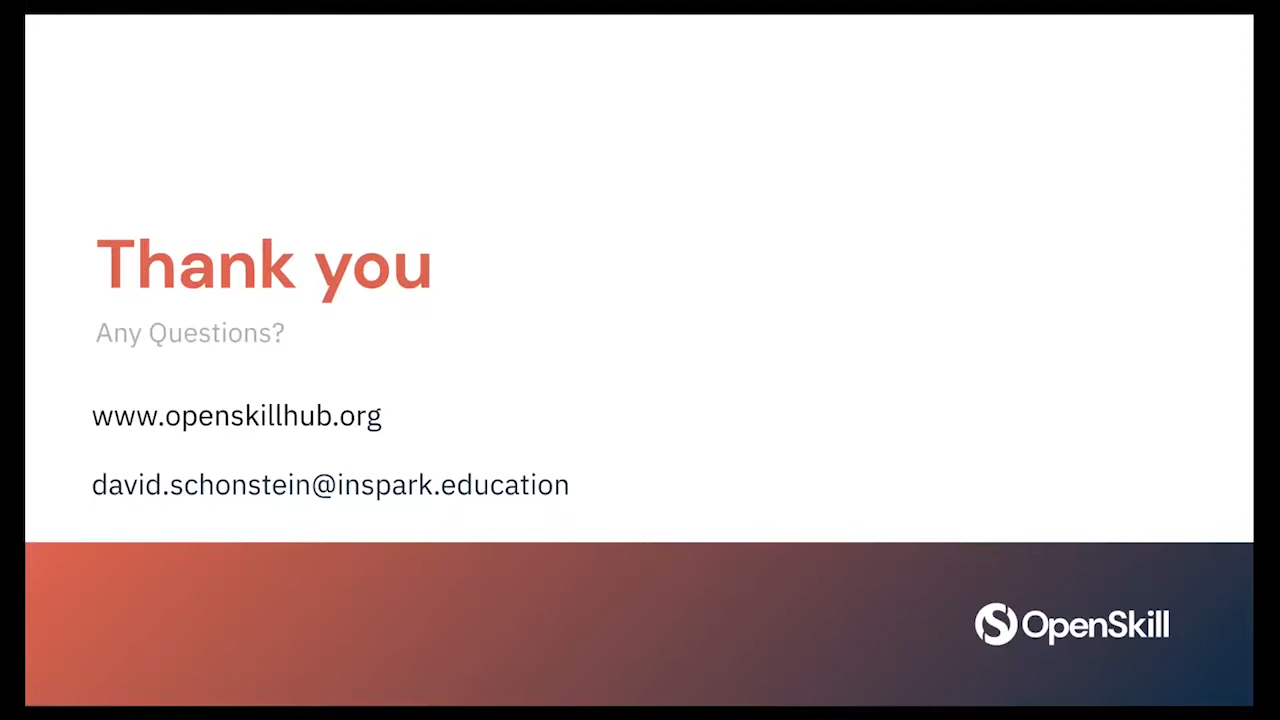 Thank you
Any Questions?
www.openskillhub.org
david.schonstein@inspark.education
OpenSkill